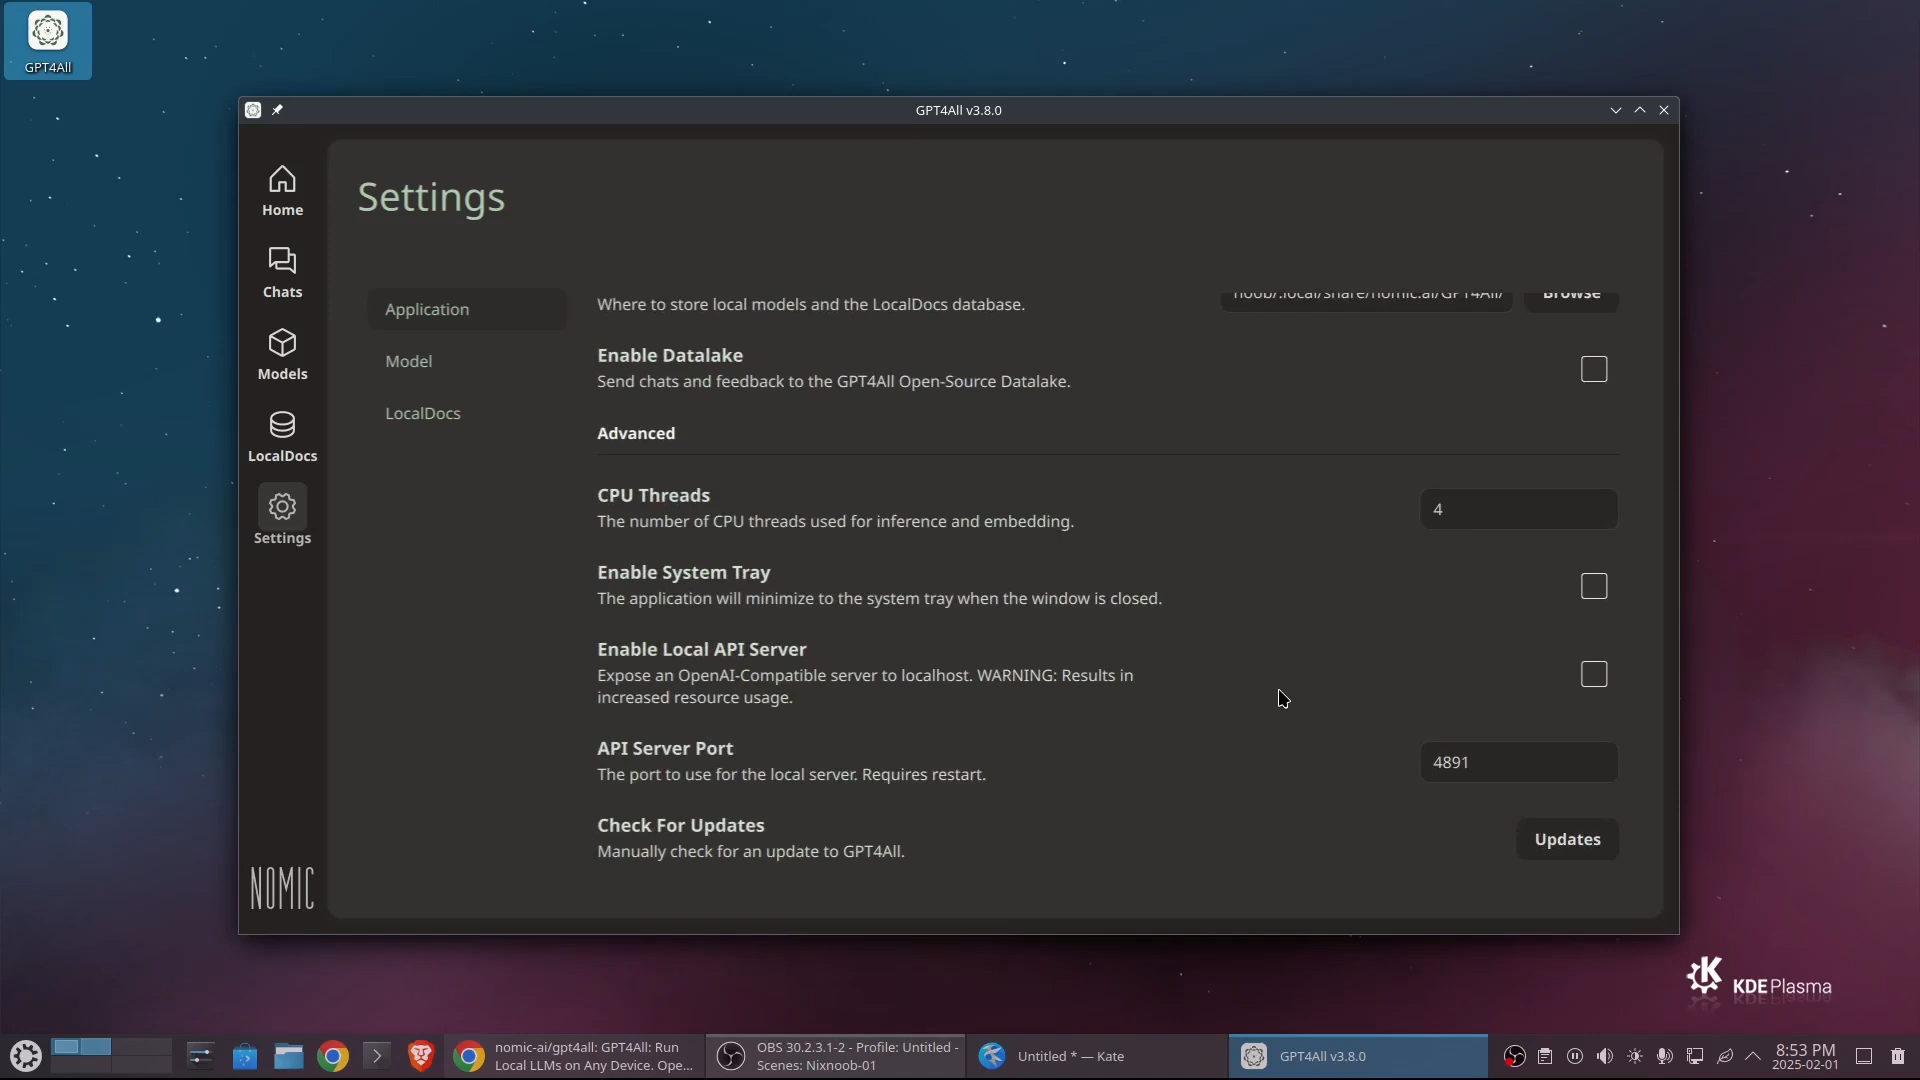 GPT4All
GPT4All v3.8.0
Home
Chats
Models
LocalDocs
Settings
NOMIC
Settings
Application
Model
LocalDocs
Where to store local models and the LocalDocs database.
noob/.local/share/nomic.ai/GPT4All/
Browse
Enable Datalake
Send chats and feedback to the GPT4All Open-Source Datalake.
Advanced
CPU Threads
The number of CPU threads used for inference and embedding.
4
Enable System Tray
The application will minimize to the system tray when the window is closed.
Enable Local API Server
Expose an OpenAI-Compatible server to localhost. WARNING: Results in
increased resource usage.
API Server Port
The port to use for the local server. Requires restart.
4891
Check For Updates
Manually check for an update to GPT4All.
Updates
KDE Plasma
nomic-ai/gpt4all: GPT4All: Run
Local LLMs on Any Device. Ope...
OBS 30.2.3.1-2 - Profile: Untitled -
Scenes: Nixnoob-01
Untitled * — Kate
GPT4All v3.8.0
8:53 PM
2025-02-01